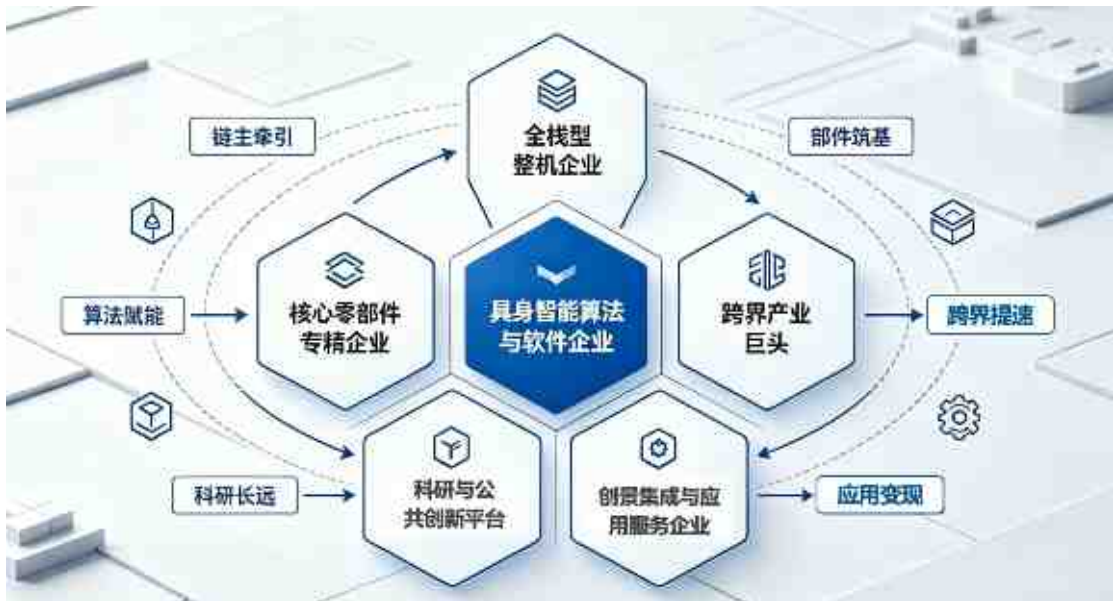 全栈型
整机企业
链主牵引
部件筑基
核心零部件
专精企业
具身智能算法
与软件企业
跨界产业
巨头
算法赋能
跨界提速
科研与公
共创新平台
创景集成与应
用服务企业
科研长远
应用变现